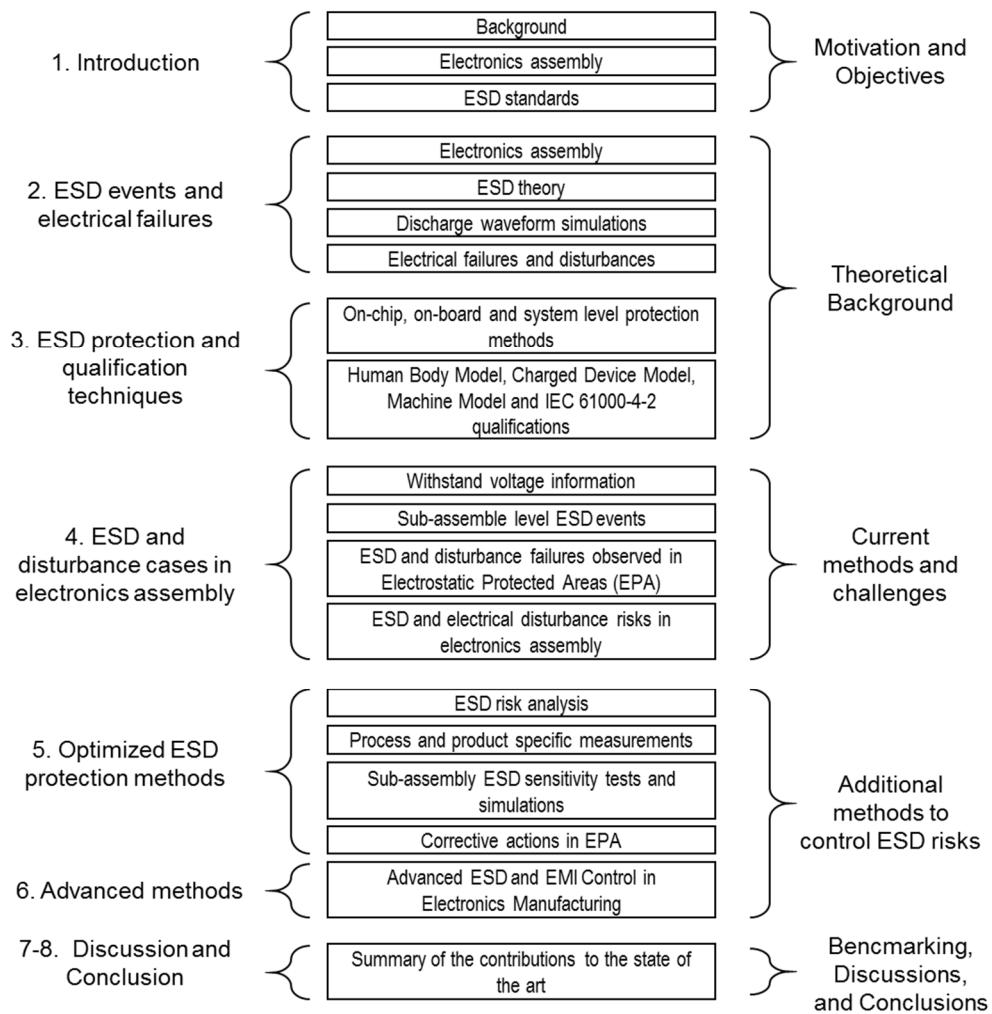 1. Introduction
Background
Electronics assembly
ESD standards
Motivation and
Objectives
2. ESD events and
electrical failures
Electronics assembly
ESD theory
Discharge waveform simulations
Electrical failures and disturbances
3. ESD protection and
qualification
techniques
On-chip, on-board and system level protection
methods
Human Body Model, Charged Device Model,
Machine Model and IEC 61000-4-2
qualifications
Theoretical
Background
4. ESD and
disturbance cases in
electronics assembly
Withstand voltage information
Sub-assemble level ESD events
ESD and disturbance failures observed in
Electrostatic Protected Areas (EPA)
ESD and electrical disturbance risks in
electronics assembly
Current
methods and
challenges
5. Optimized ESD
protection methods
ESD risk analysis
Process and product specific measurements
Sub-assembly ESD sensitivity tests and
simulations
Corrective actions in EPA
6. Advanced methods
Advanced ESD and EMI Control in
Electronics Manufacturing
Additional
methods to
control ESD risks
7-8. Discussion and
Conclusion
Summary of the contributions to the state of
the art
Bencmarking,
Discussions,
and Conclusions